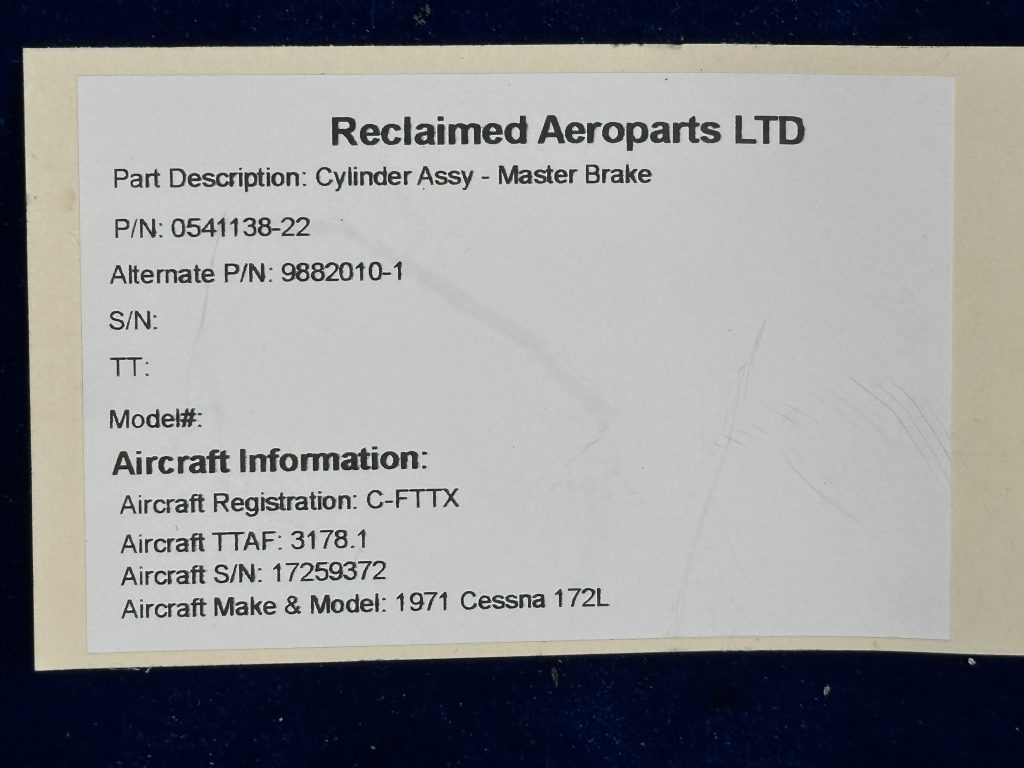 Reclaimed Aeroparts LTD
Part Description: Cylinder Assy - Master Brake
P/N: 0541138-22
Alternate P/N: 9882010-1
S/N:
TT:
Model#:
Aircraft Information:
Aircraft Registration: C-FTTX
Aircraft TTAF: 3178.1
Aircraft S/N: 17259372
Aircraft Make & Model: 1971 Cessna 172L